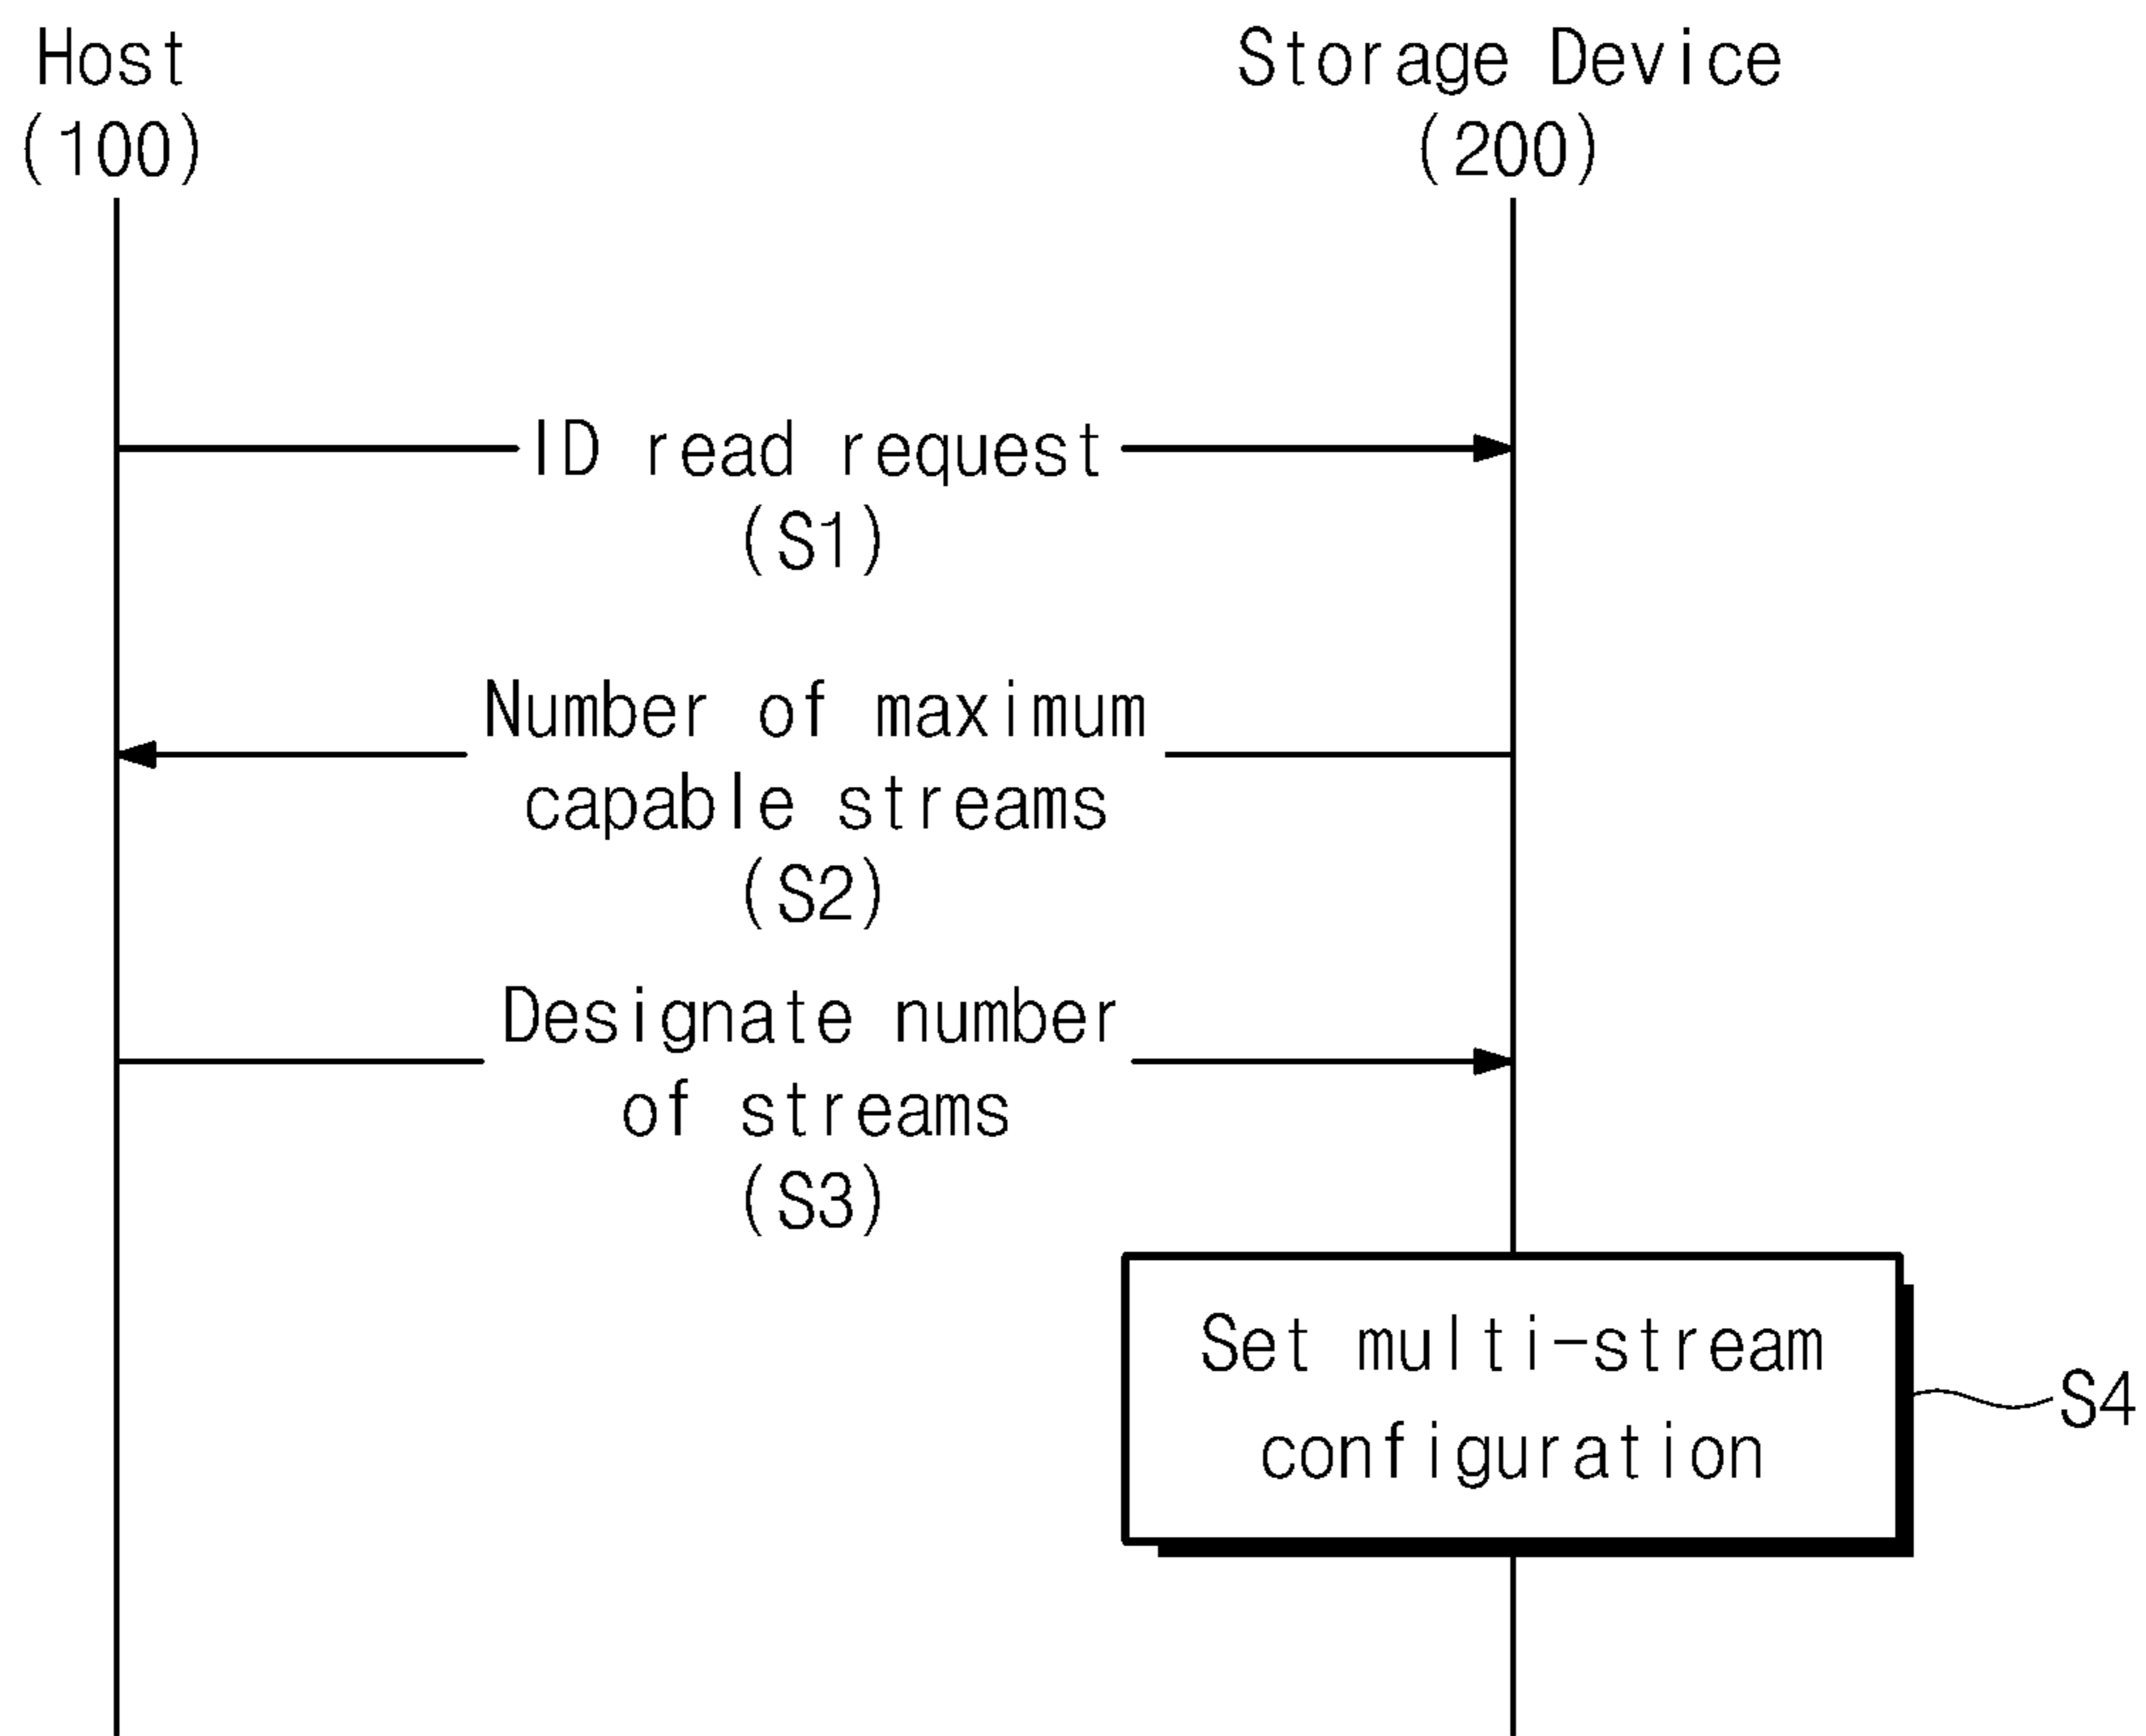 Host
(100)
Storage Device
(200)
ID read request
(S1)
Number of maximum
capable streams
(S2)
Designate number
of streams
(S3)
Set multi-stream
configuration
S4